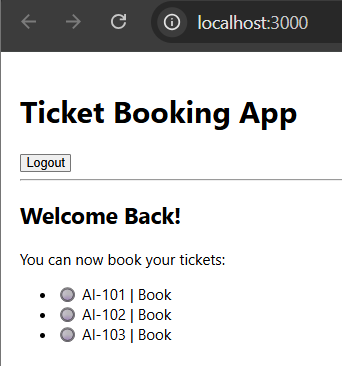 localhost:3000
Ticket Booking App
Logout
Welcome Back!
You can now book your tickets:
AI-101 | Book
AI-102 | Book
AI-103 | Book